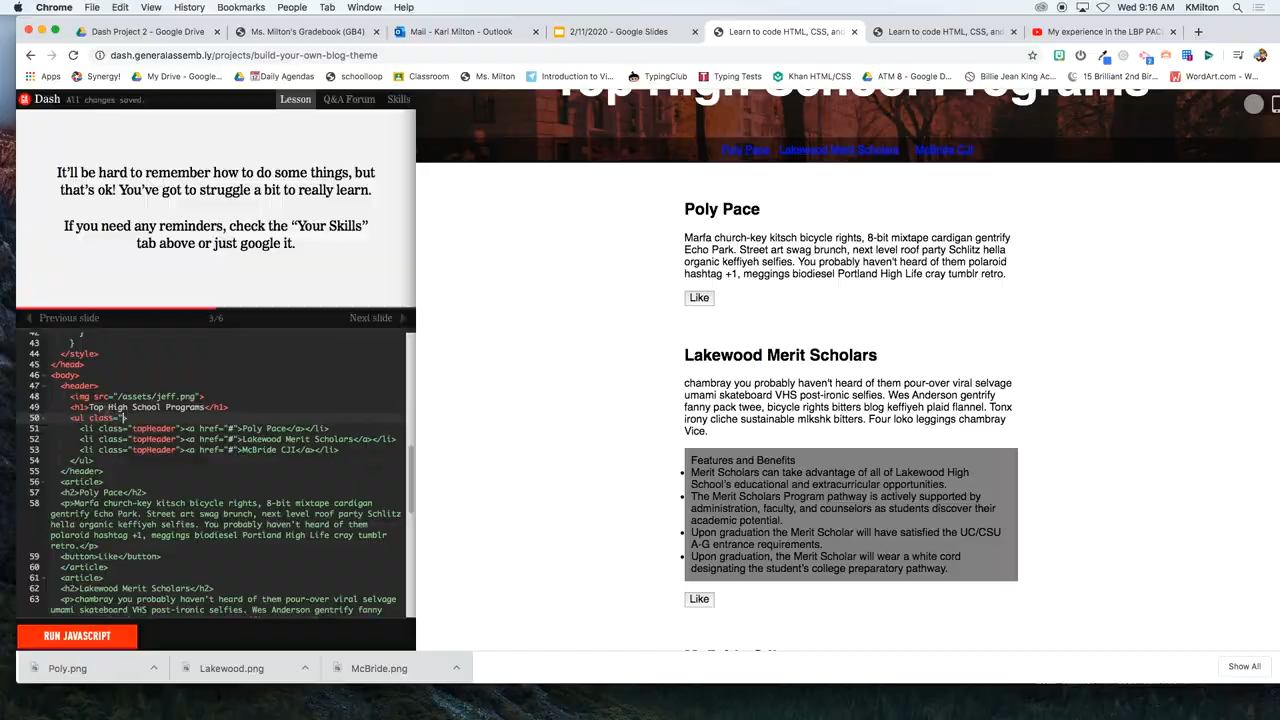 Chrome File Edit View History Bookmarks People Tab Window Help Wed 9:16 AM KMilton
Dash Project 2 - Google Drive Ms. Milton's Gradebook (GB4) Mail - Kari Milton - Outlook 2/11/2020 - Google Slides Learn to code HTML, CSS, and Learn to code HTML, CSS, and My experience in the LBP PAC
dash.generalassemb.ly/projects/build-your-own-blog-theme
Apps Synergy! My Drive - Google... Daily Agendas schoolloop Classroom Ms. Milton Introduction to Vi... TypingClub Typing Tests Khan HTML/CSS ATM 8 - Google D... Billie Jean King Ac... 15 Brilliant 2nd Bir... WordArt.com - W...
Dash All changes saved. Lesson Q&A Forum Skills
It'll be hard to remember how to do some things, but
that's ok! You've got to struggle a bit to really learn.
If you need any reminders, check the “Your Skills”
tab above or just google it.
Previous slide 3/6 Next slide
42 }
43 }
44 </style>
45 </head>
46 <body>
47 <header>
48 <img src="/assets/jeff.png">
49 <h1>Top High School Programs</h1>
50 <ul class=">
51 <li class="topHeader"><a href="#">Poly Pace</a></li>
52 <li class="topHeader"><a href="#">Lakewood Merit Scholars</a></li>
53 <li class="topHeader"><a href="#">McBride CJI</a></li>
54 </ul>
55 </header>
56 <article>
57 <h2>Poly Pace</h2>
58 <p>Marfa church-key kitsch bicycle rights, 8-bit mixtape cardigan
gentrify Echo Park. Street art swag brunch, next level roof party Schlitz
hella organic keffiyeh selfies. You probably haven't heard of them
polaroid hashtag +1, meggings biodiesel Portland High Life cray tumblr
retro.</p>
59 <button>Like</button>
60 </article>
61 <article>
62 <h2>Lakewood Merit Scholars</h2>
63 <p>chambray you probably haven't heard of them pour-over viral selvage
umami skateboard VHS post-ironic selfies. Wes Anderson gentrify fanny
RUN JAVASCRIPT
Top High School Programs
Poly Pace Lakewood Merit Scholars McBride CJI
Poly Pace
Marfa church-key kitsch bicycle rights, 8-bit mixtape cardigan gentrify
Echo Park. Street art swag brunch, next level roof party Schlitz hella
organic keffiyeh selfies. You probably haven't heard of them polaroid
hashtag +1, meggings biodiesel Portland High Life cray tumblr retro.
Like
Lakewood Merit Scholars
chambray you probably haven't heard of them pour-over viral selvage
umami skateboard VHS post-ironic selfies. Wes Anderson gentrify
fanny pack twee, bicycle rights bitters blog keffiyeh plaid flannel. Tonx
irony cliche sustainable mlkshk bitters. Four loko leggings chambray
Vice.
Features and Benefits
Merit Scholars can take advantage of all of Lakewood High
School's educational and extracurricular opportunities.
The Merit Scholars Program pathway is actively supported by
administration, faculty, and counselors as students discover their
academic potential.
Upon graduation the Merit Scholar will have satisfied the UC/CSU
A-G entrance requirements.
Upon graduation, the Merit Scholar will wear a white cord
designating the student's college preparatory pathway.
Like
Poly.png Lakewood.png McBride.png Show All